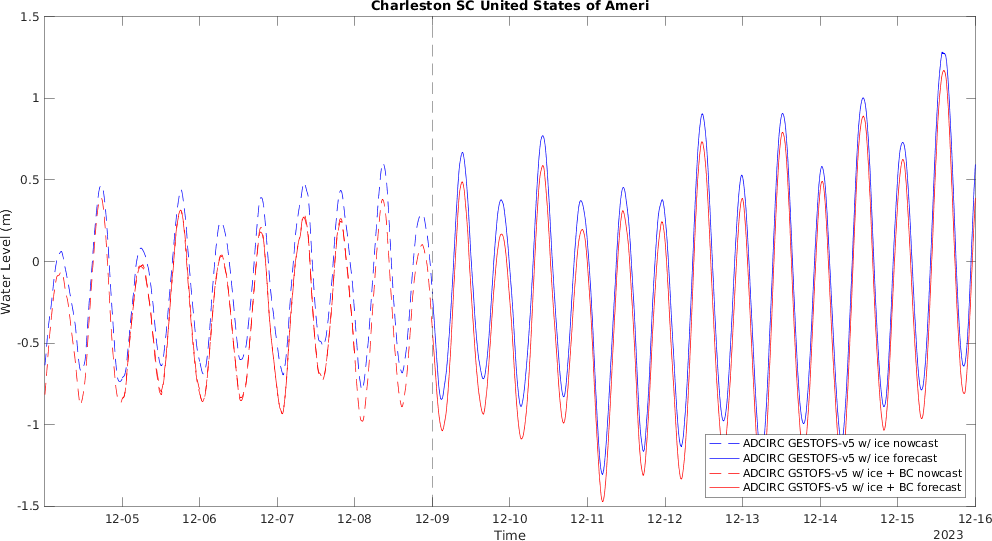 Charleston SC United States of Ameri
1.5
1
0.5
0
-0.5
-1
-1.5
Water Level (m)
ADCIRC GESTOFS-v5 w/ ice nowcast
ADCIRC GESTOFS-v5 w/ ice forecast
ADCIRC GSTOFS-v5 w/ ice + BC nowcast
ADCIRC GSTOFS-v5 w/ ice + BC forecast
12-05 12-06 12-07 12-08 12-09 12-10 12-11 12-12 12-13 12-14 12-15 12-16
Time
2023